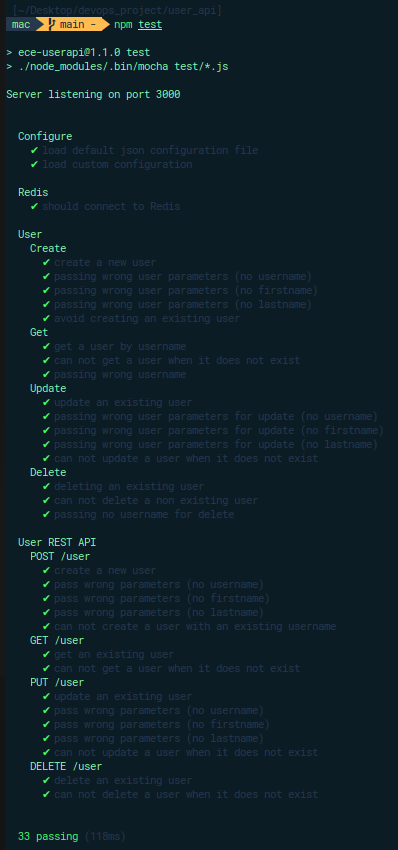 [~/Desktop/devops_project/user_api]
mac main - npm test
> ece-userapi@1.1.0 test
> ./node_modules/.bin/mocha test/*.js
Server listening on port 3000
Configure
✔ load default json configuration file
✔ load custom configuration
Redis
✔ should connect to Redis
User
Create
✔ create a new user
✔ passing wrong user parameters (no username)
✔ passing wrong user parameters (no firstname)
✔ passing wrong user parameters (no lastname)
✔ avoid creating an existing user
Get
✔ get a user by username
✔ can not get a user when it does not exist
✔ passing wrong username
Update
✔ update an existing user
✔ passing wrong user parameters for update (no username)
✔ passing wrong user parameters for update (no firstname)
✔ passing wrong user parameters for update (no lastname)
✔ can not update a user when it does not exist
Delete
✔ deleting an existing user
✔ can not delete a non existing user
✔ passing no username for delete
User REST API
POST /user
✔ create a new user
✔ pass wrong parameters (no username)
✔ pass wrong parameters (no firstname)
✔ pass wrong parameters (no lastname)
✔ can not create a user with an existing username
GET /user
✔ get an existing user
✔ can not get a user when it does not exist
PUT /user
✔ update an existing user
✔ pass wrong parameters (no username)
✔ pass wrong parameters (no firstname)
✔ pass wrong parameters (no lastname)
✔ can not update a user when it does not exist
DELETE /user
✔ delete an existing user
✔ can not delete a user when it does not exist
33 passing (118ms)